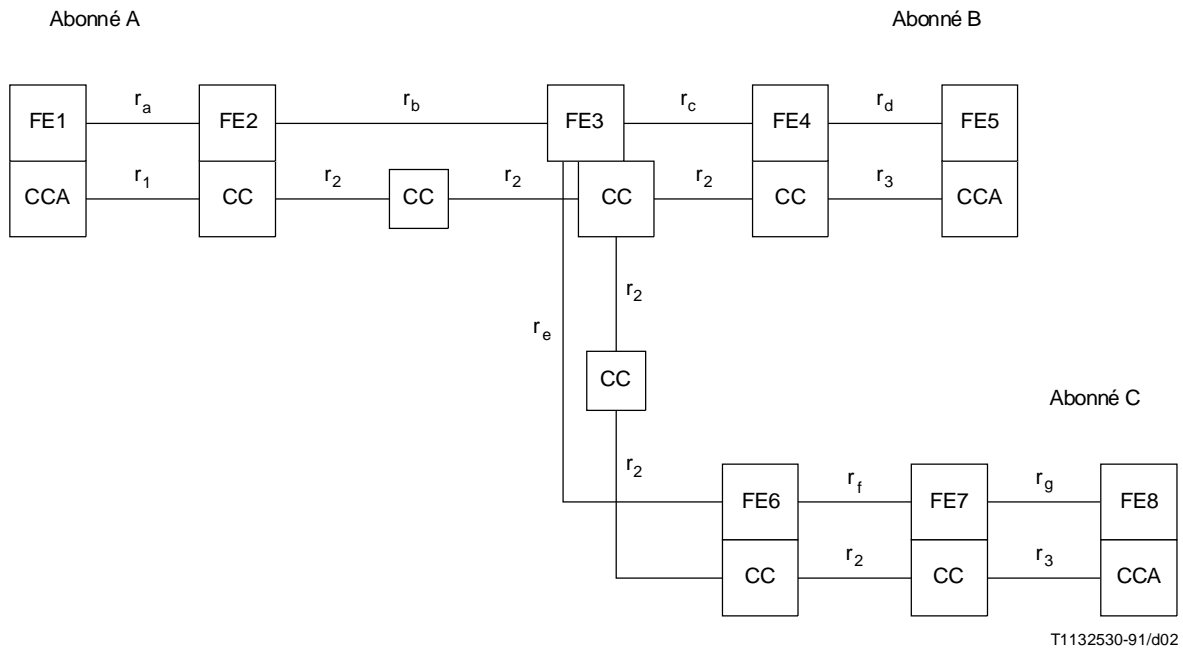 Abonné A Abonné B
r_a r_b r_c r_d
FE1 FE2 FE3 FE4 FE5
r_1 r_2 r_2 r_2 r_3
CCA CC CC CC CC CCA
r_2
r_e
CC
Abonné C
r_2
r_f r_g
FE6 FE7 FE8
r_2 r_3
CC CC CCA
T1132530-91/d02